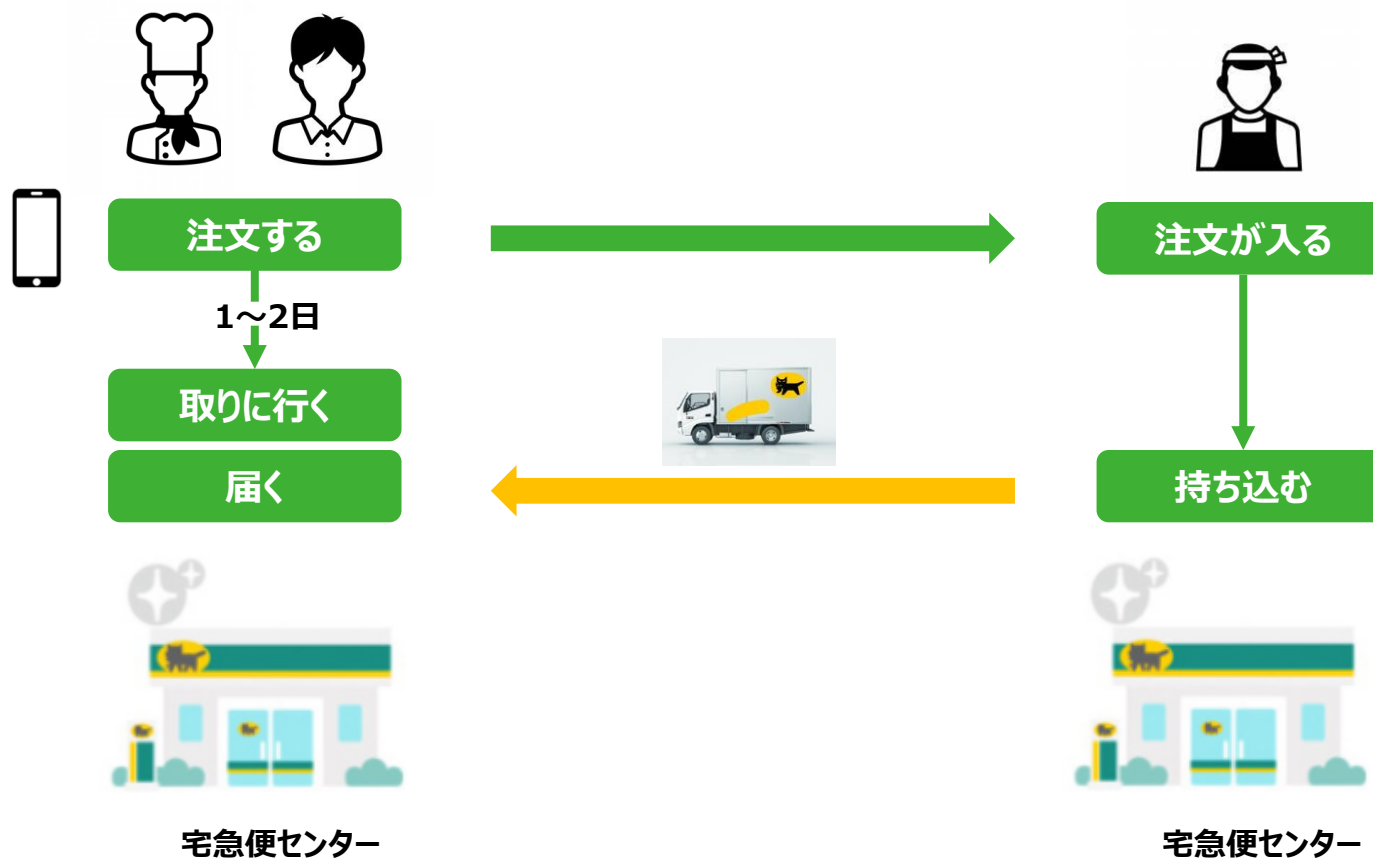 注文する
注文が入る
1～2日
取りに行く
届く
持ち込む
宅急便センター
宅急便センター